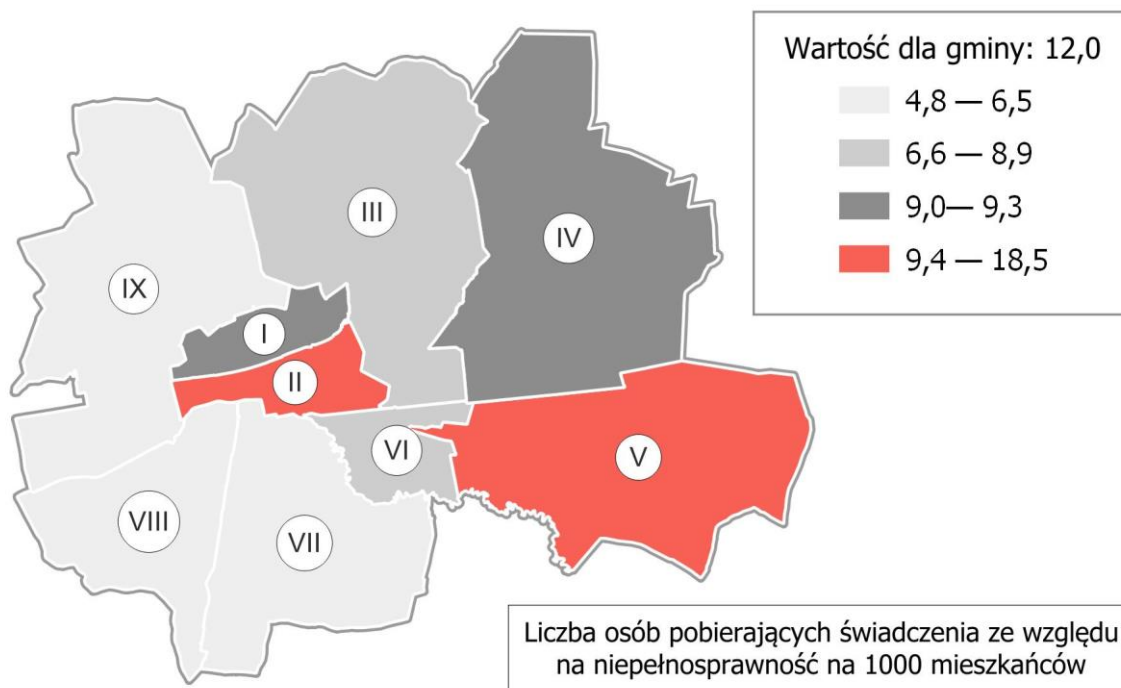 Wartość dla gminy: 12,0
4,8 — 6,5
6,6 — 8,9
9,0— 9,3
9,4 — 18,5
III
IV
IX
I
II
VI
V
VIII
VII
Liczba osób pobierających świadczenia ze względu
na niepełnosprawność na 1000 mieszkańców